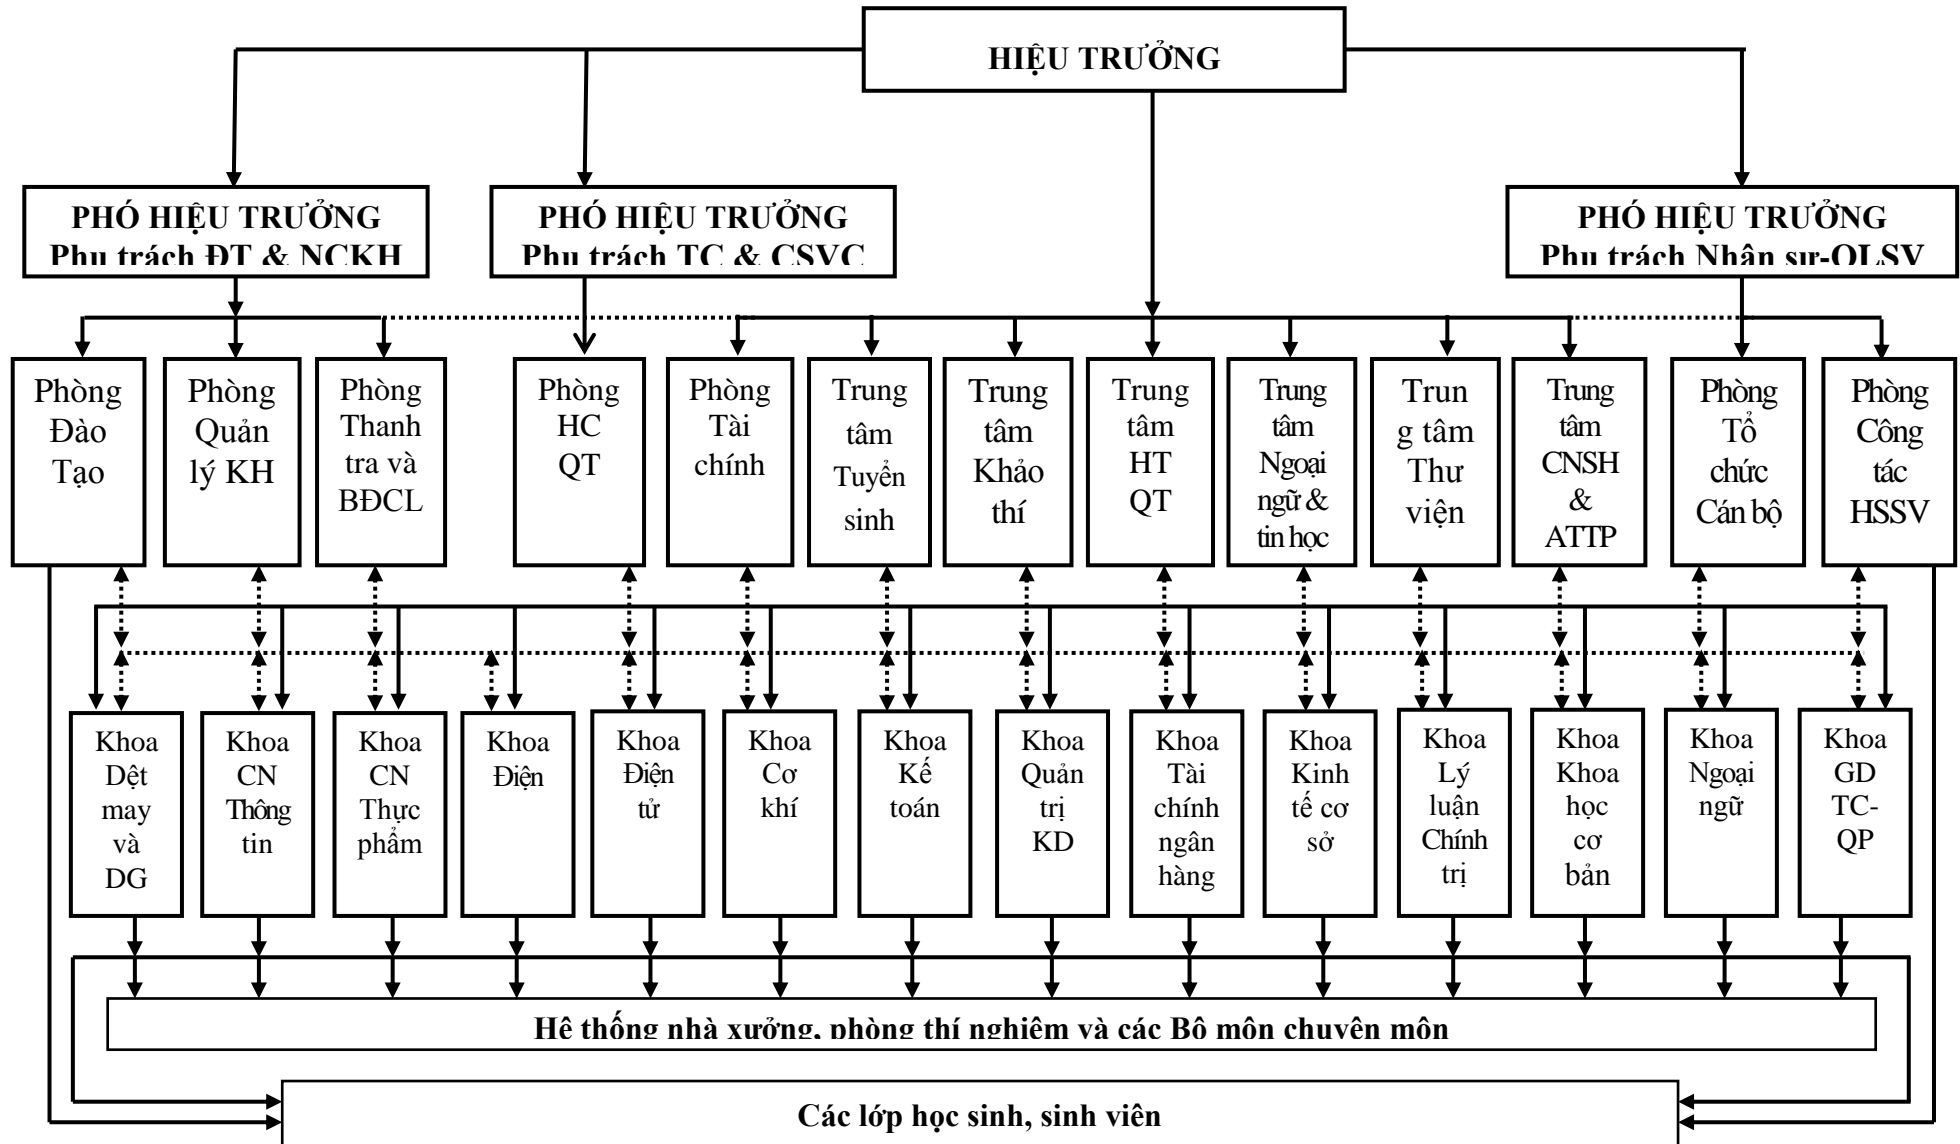 HIỆU TRƯỞNG
PHÓ HIỆU TRƯỞNG
Phụ trách ĐT & NCKH
PHÓ HIỆU TRƯỞNG
Phụ trách TC & CSVC
PHÓ HIỆU TRƯỞNG
Phụ trách Nhân sự-QLSV
Phòng
Đào
Tạo
Phòng
Quản
lý KH
Phòng
Thanh
tra và
BĐCL
Phòng
HC
QT
Phòng
Tài
chính
Trung
tâm
Tuyển
sinh
Trung
tâm
Khảo
thí
Trung
tâm
HT
QT
Trung
tâm
Ngoại
ngữ &
tin học
Trun
g tâm
Thư
viện
Trung
tâm
CNSH
&
ATTP
Phòng
Tổ
chức
Cán bộ
Phòng
Công
tác
HSSV
Khoa
Dệt
may
và
DG
Khoa
CN
Thông
tin
Khoa
CN
Thực
phẩm
Khoa
Điện
Khoa
Điện
tử
Khoa
Cơ
khí
Khoa
Kế
toán
Khoa
Quản
trị
KD
Khoa
Tài
chính
ngân
hàng
Khoa
Kinh
tế cơ
sở
Khoa
Lý
luận
Chính
trị
Khoa
Khoa
học
cơ
bản
Khoa
Ngoại
ngữ
Khoa
GD
TC-
QP
Hệ thống nhà xưởng, phòng thí nghiệm và các Bộ môn chuyên môn
Các lớp học sinh, sinh viên